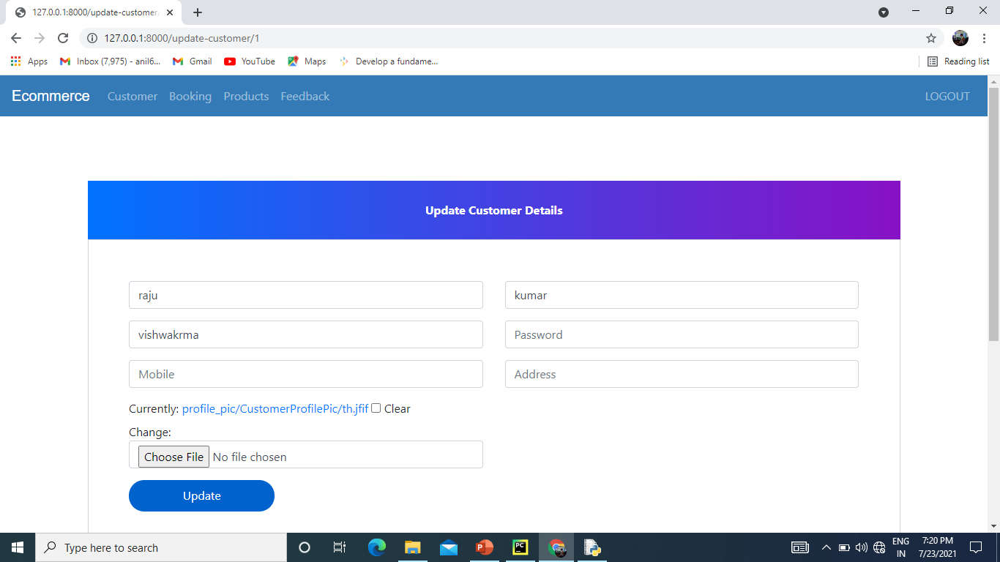 127.0.0.1:8000/update-customer/
127.0.0.1:8000/update-customer/1
Apps Inbox (7,975) - anil6... Gmail YouTube Maps Develop a fundame... Reading list
Ecommerce Customer Booking Products Feedback LOGOUT
Update Customer Details
raju kumar
vishwakrma Password
Mobile Address
Currently: profile_pic/CustomerProfilePic/th.jfif Clear
Change:
Choose File No file chosen
Update
Type here to search
PC
ENG
IN
7:20 PM
7/23/2021